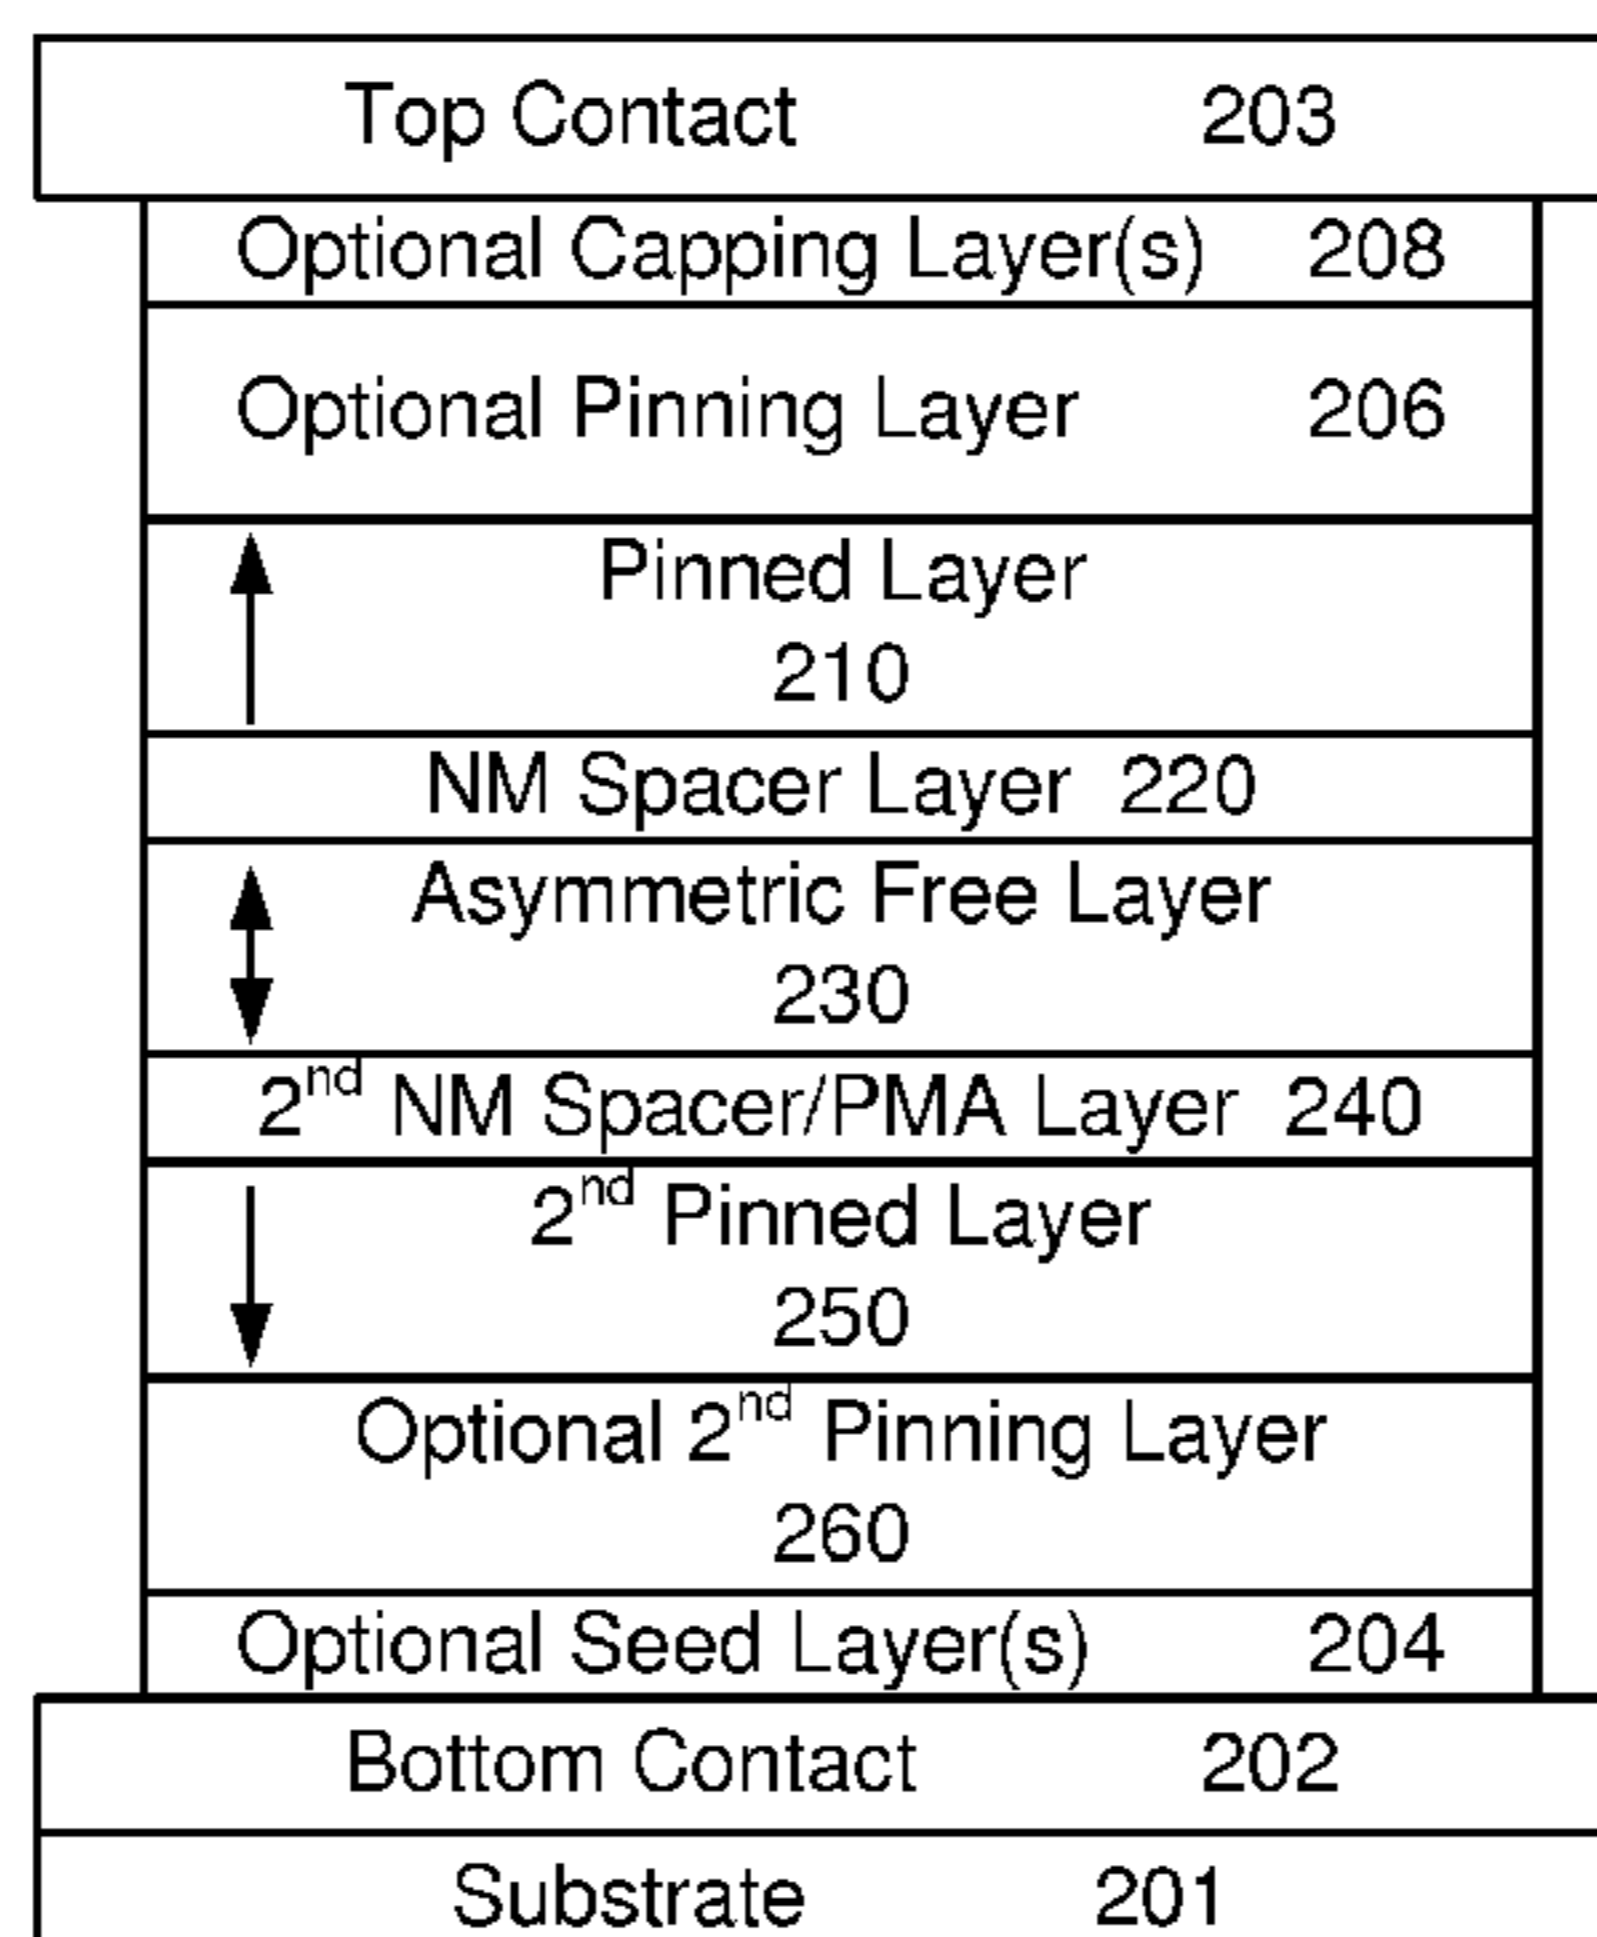 Top Contact 203
Optional Capping Layer(s) 208
Optional Pinning Layer 206
Pinned Layer
210
NM Spacer Layer 220
Asymmetric Free Layer
230
2nd NM Spacer/PMA Layer 240
2nd Pinned Layer
250
Optional 2nd Pinning Layer
260
Optional Seed Layer(s) 204
Bottom Contact 202
Substrate 201